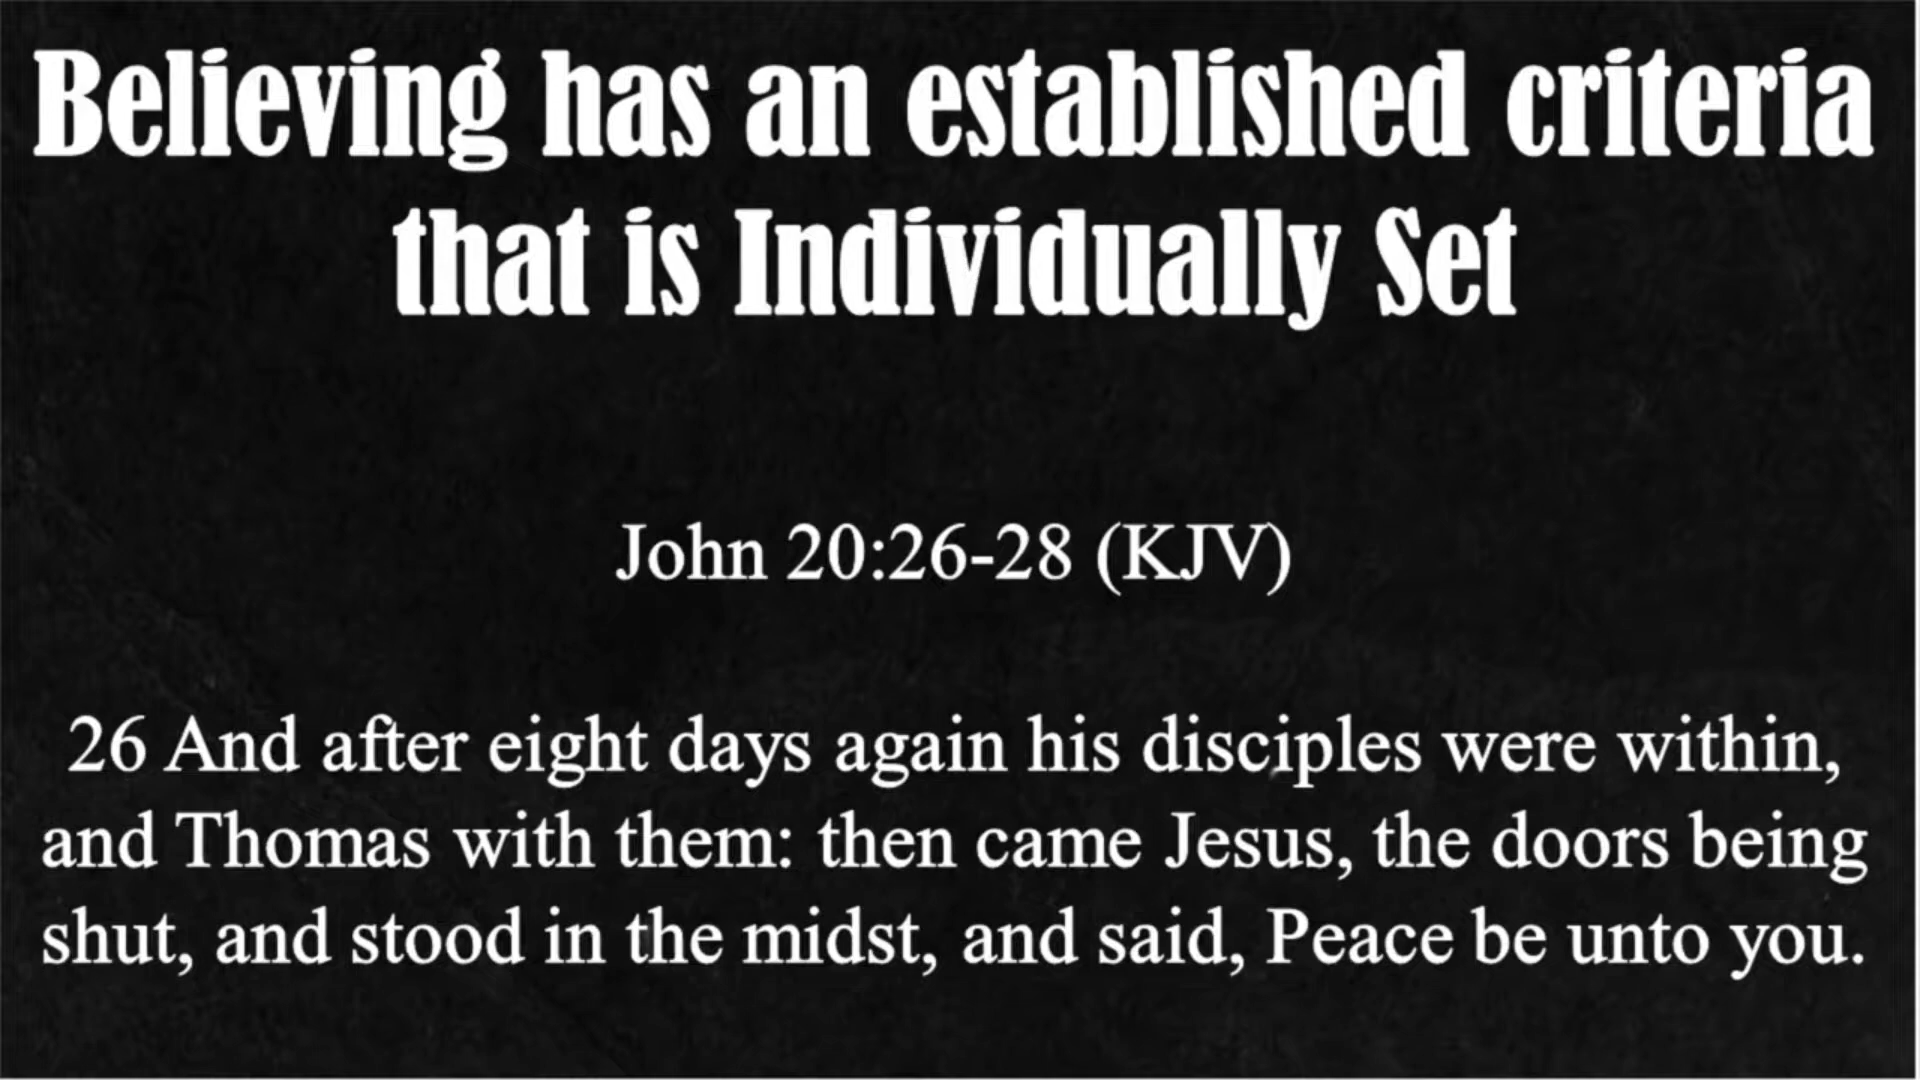 Believing has an established criteria
that is Individually Set
John 20:26-28 (KJV)
26 And after eight days again his disciples were within,
and Thomas with them: then came Jesus, the doors being
shut, and stood in the midst, and said, Peace be unto you.